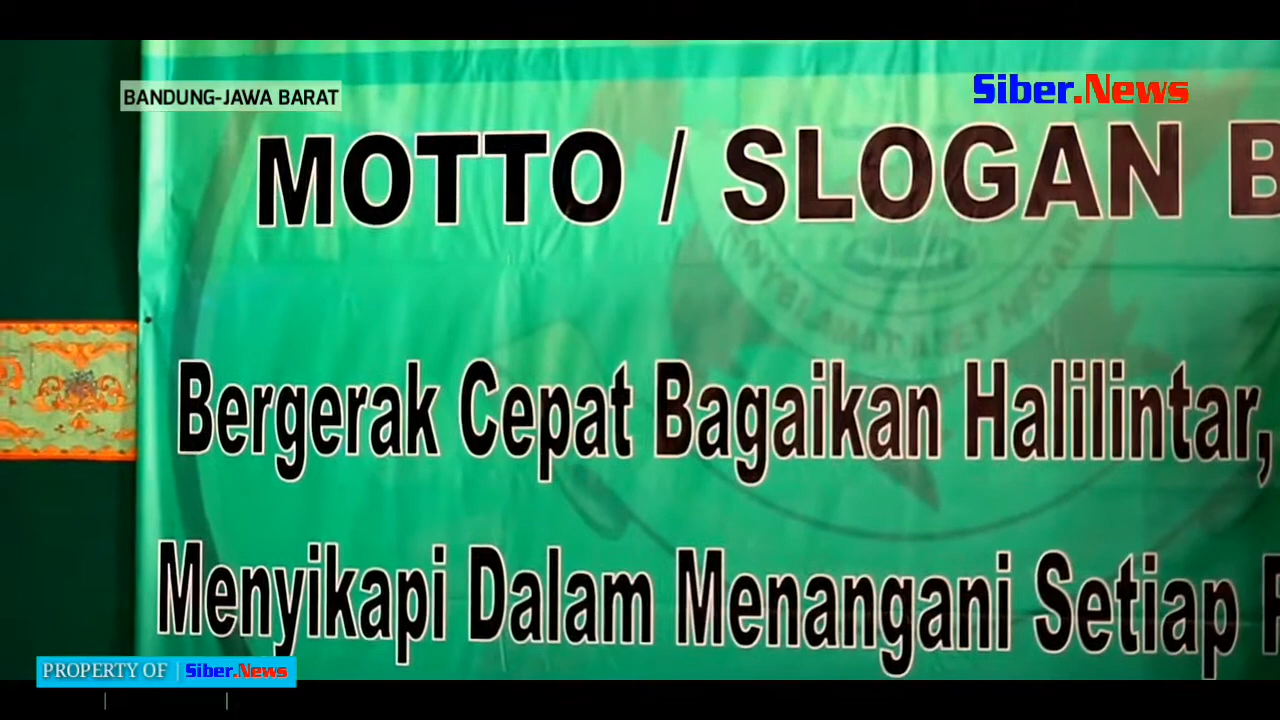 BANDUNG-JAWA BARAT
Siber.News
MOTTO / SLOGAN B
Bergerak Cepat Bagaikan Halilintar,
Menyikapi Dalam Menangani Setiap
PROPERTY OF | Siber.News